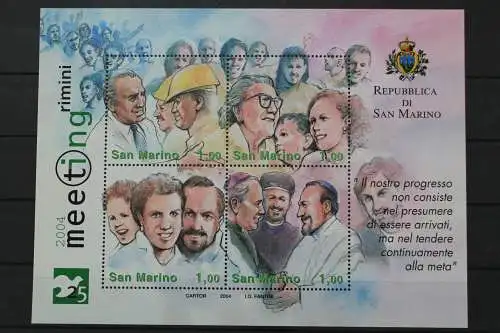 2004
meeting
rimini
25
REPUBBLICA
DI
SAN MARINO
San Marino 1,00
San Marino 1,00
San Marino 1,00
San Marino 1,00
"Il nostro progresso
non consiste
nel presumere
di essere arrivati,
ma nel tendere
continuamente
alla meta"
CARTOR 2004 I.D. FANTINI